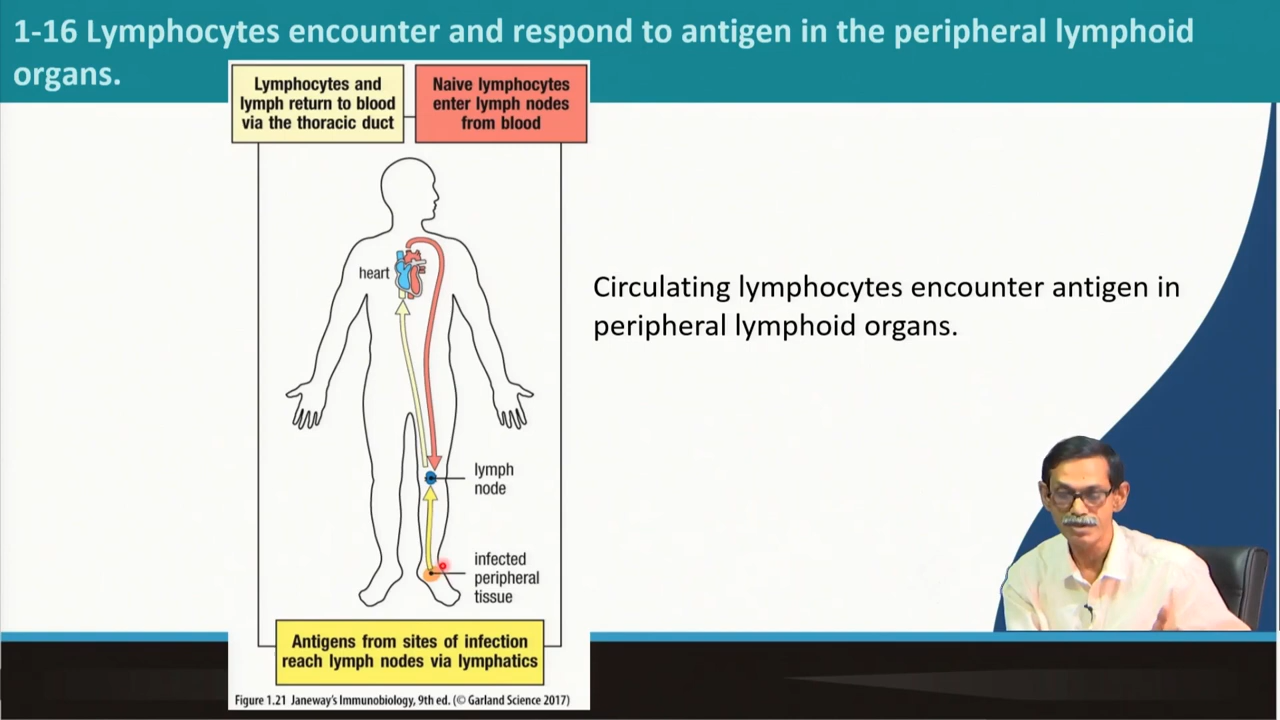 1-16 Lymphocytes encounter and respond to antigen in the peripheral lymphoid
organs.
Lymphocytes and
lymph return to blood
via the thoracic duct
Naive lymphocytes
enter lymph nodes
from blood
heart
Circulating lymphocytes encounter antigen in
peripheral lymphoid organs.
lymph
node
infected
peripheral
tissue
Antigens from sites of infection
reach lymph nodes via lymphatics
Figure 1.21 Janeway's Immunobiology, 9th ed. (© Garland Science 2017)